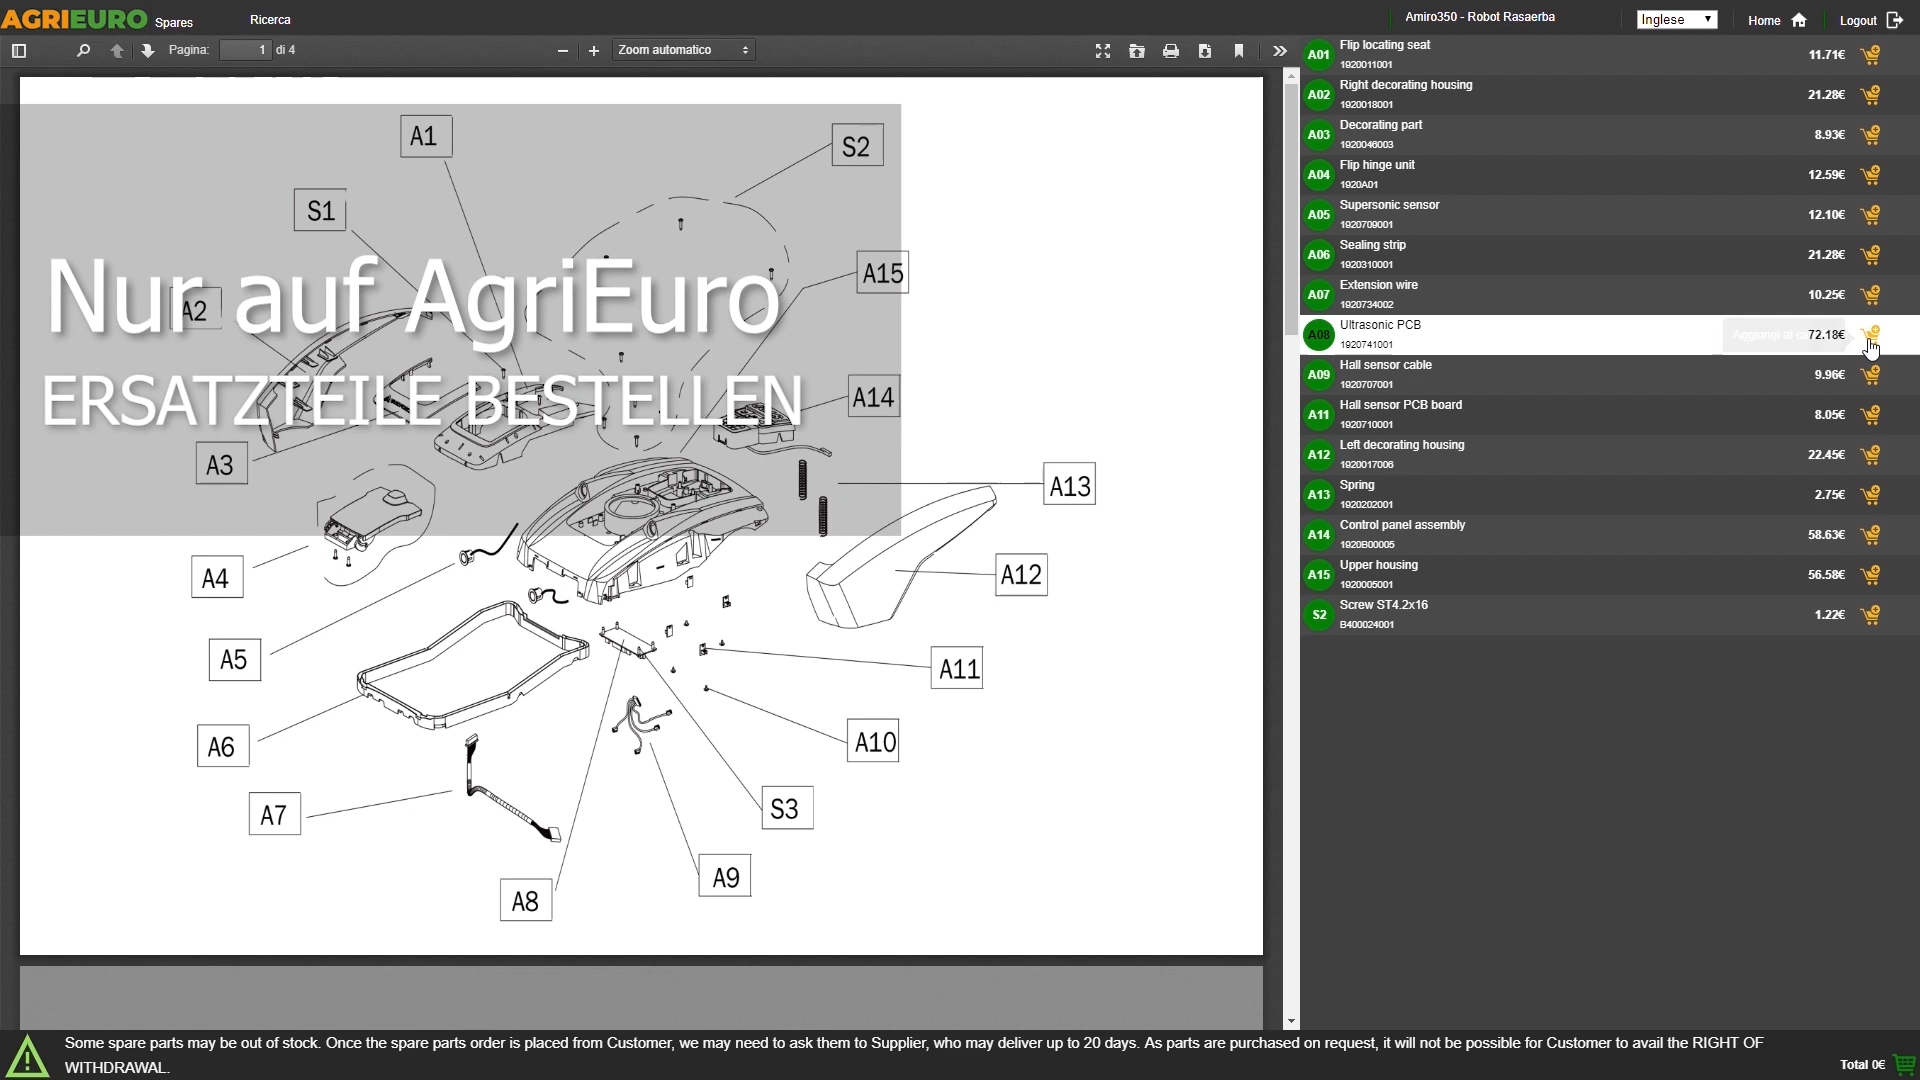 AGRIEURO Spares
Ricerca
Amiro350 - Robot Rasaerba
Inglese
Home
Logout
Pagina:
1
di 4
Zoom automatico
A1
S2
S1
A15
A2
Nur auf AgriEuro
ERSATZTEILE BESTELLEN
A14
A3
A13
A4
A12
A5
A11
A6
A10
A7
S3
A9
A8
A01 Flip locating seat 11.71€
1920011001
A02 Right decorating housing 21.28€
1920018001
A03 Decorating part 8.93€
1920046003
A04 Flip hinge unit 12.59€
1920A01
A05 Supersonic sensor 12.10€
1920709001
A06 Sealing strip 21.28€
1920310001
A07 Extension wire 10.25€
1920734002
A08 Ultrasonic PCB Aggiungi al 72.18€
1920741001
A09 Hall sensor cable 9.96€
1920707001
A11 Hall sensor PCB board 8.05€
1920710001
A12 Left decorating housing 22.45€
1920017006
A13 Spring 2.75€
1920202001
A14 Control panel assembly 58.63€
1920B00005
A15 Upper housing 56.58€
1920005001
S2 Screw ST4.2x16 1.22€
B400024001
Some spare parts may be out of stock. Once the spare parts order is placed from Customer, we may need to ask them to Supplier, who may deliver up to 20 days. As parts are purchased on request, it will not be possible for Customer to avail the RIGHT OF
WITHDRAWAL.
Total 0€